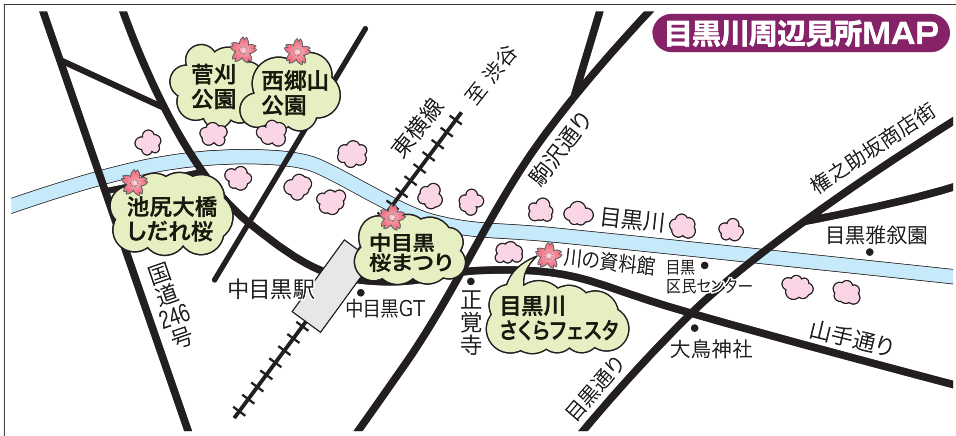 目黒川周辺見所MAP
菅刈
公園
西郷山
公園
東横線
至 渋谷
駒沢通り
権之助坂商店街
池尻大橋
しだれ桜
目黒川
目黒雅叙園
中目黒
桜まつり
川の資料館
目黒
区民センター
国道246号
中目黒駅
中目黒GT
正覚寺
目黒川
さくらフェスタ
大鳥神社
山手通り
目黒通り